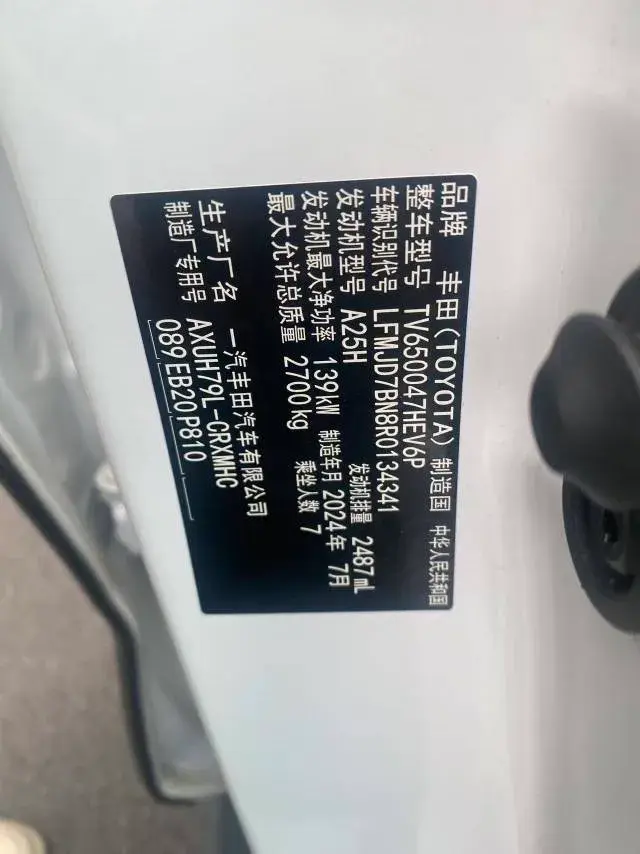 品牌 丰田(TOYOTA) 制造国 中华人民共和国
整车型号 TV650047HEV6P
车辆识别代号 LFMJD7BN8R0134341
发动机型号 A25H 发动机排量 2487mL
发动机最大净功率 139kW 制造年月 2024年 7月
最大允许总质量 2700kg 乘坐人数 7
生产厂名 一汽丰田汽车有限公司
制造厂专用号 AXUH79L-CRXMHC
089 EB20 P810